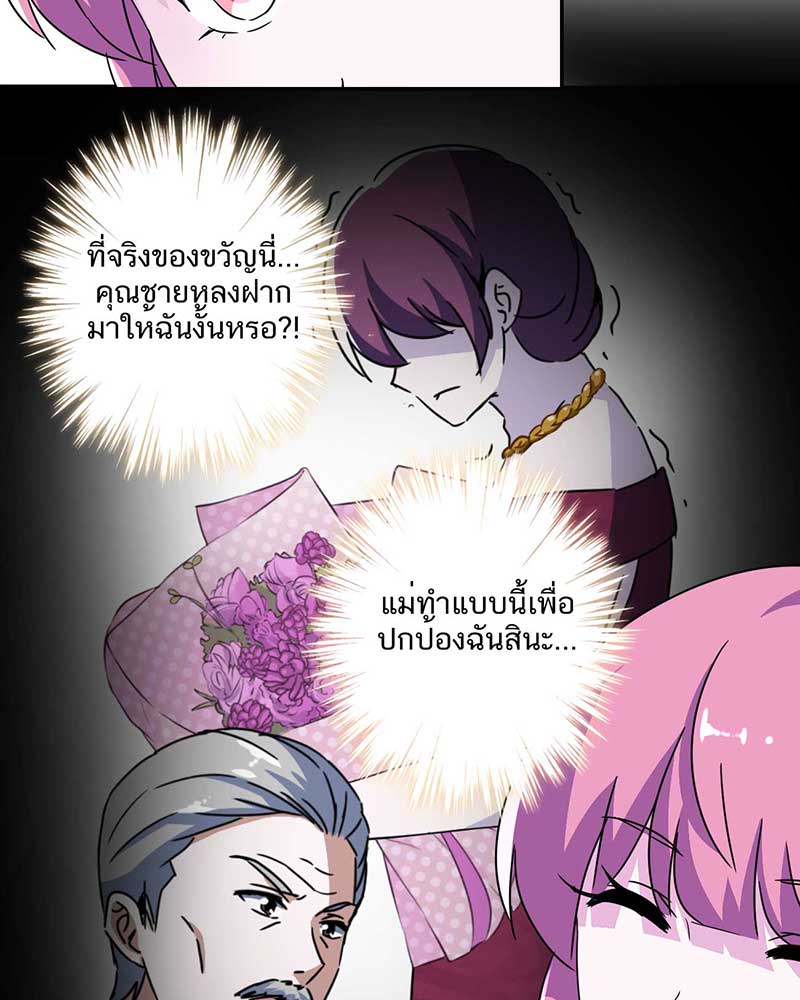 ที่จริงของขวัญนี่...
คุณชายหลงฝาก
มาให้ฉันงั้นหรอ?!
แม่ทำแบบนี้เพื่อ
ปกป้องฉันสินะ...